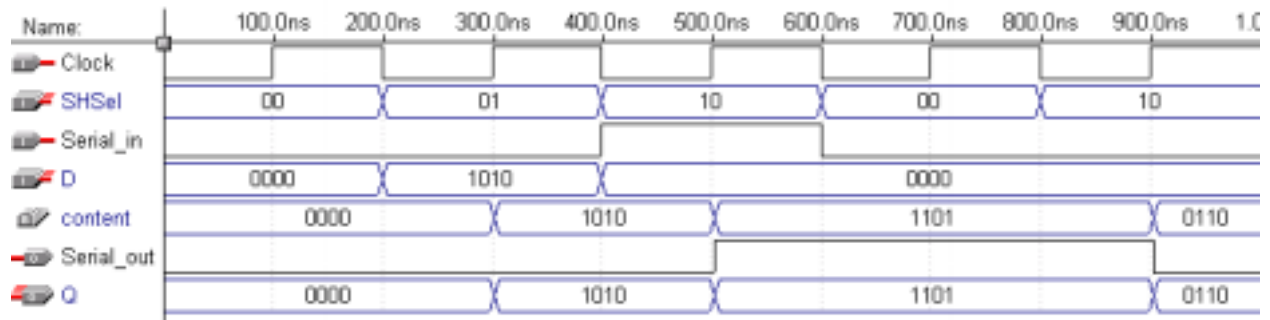 Name: 100.0ns 200.0ns 300.0ns 400.0ns 500.0ns 600.0ns 700.0ns 800.0ns 900.0ns 1.0
Clock
SHSel 00 01 10 00 10
Serial_in
D 0000 1010 0000
content 0000 1010 1101 0110
Serial_out
Q 0000 1010 1101 0110